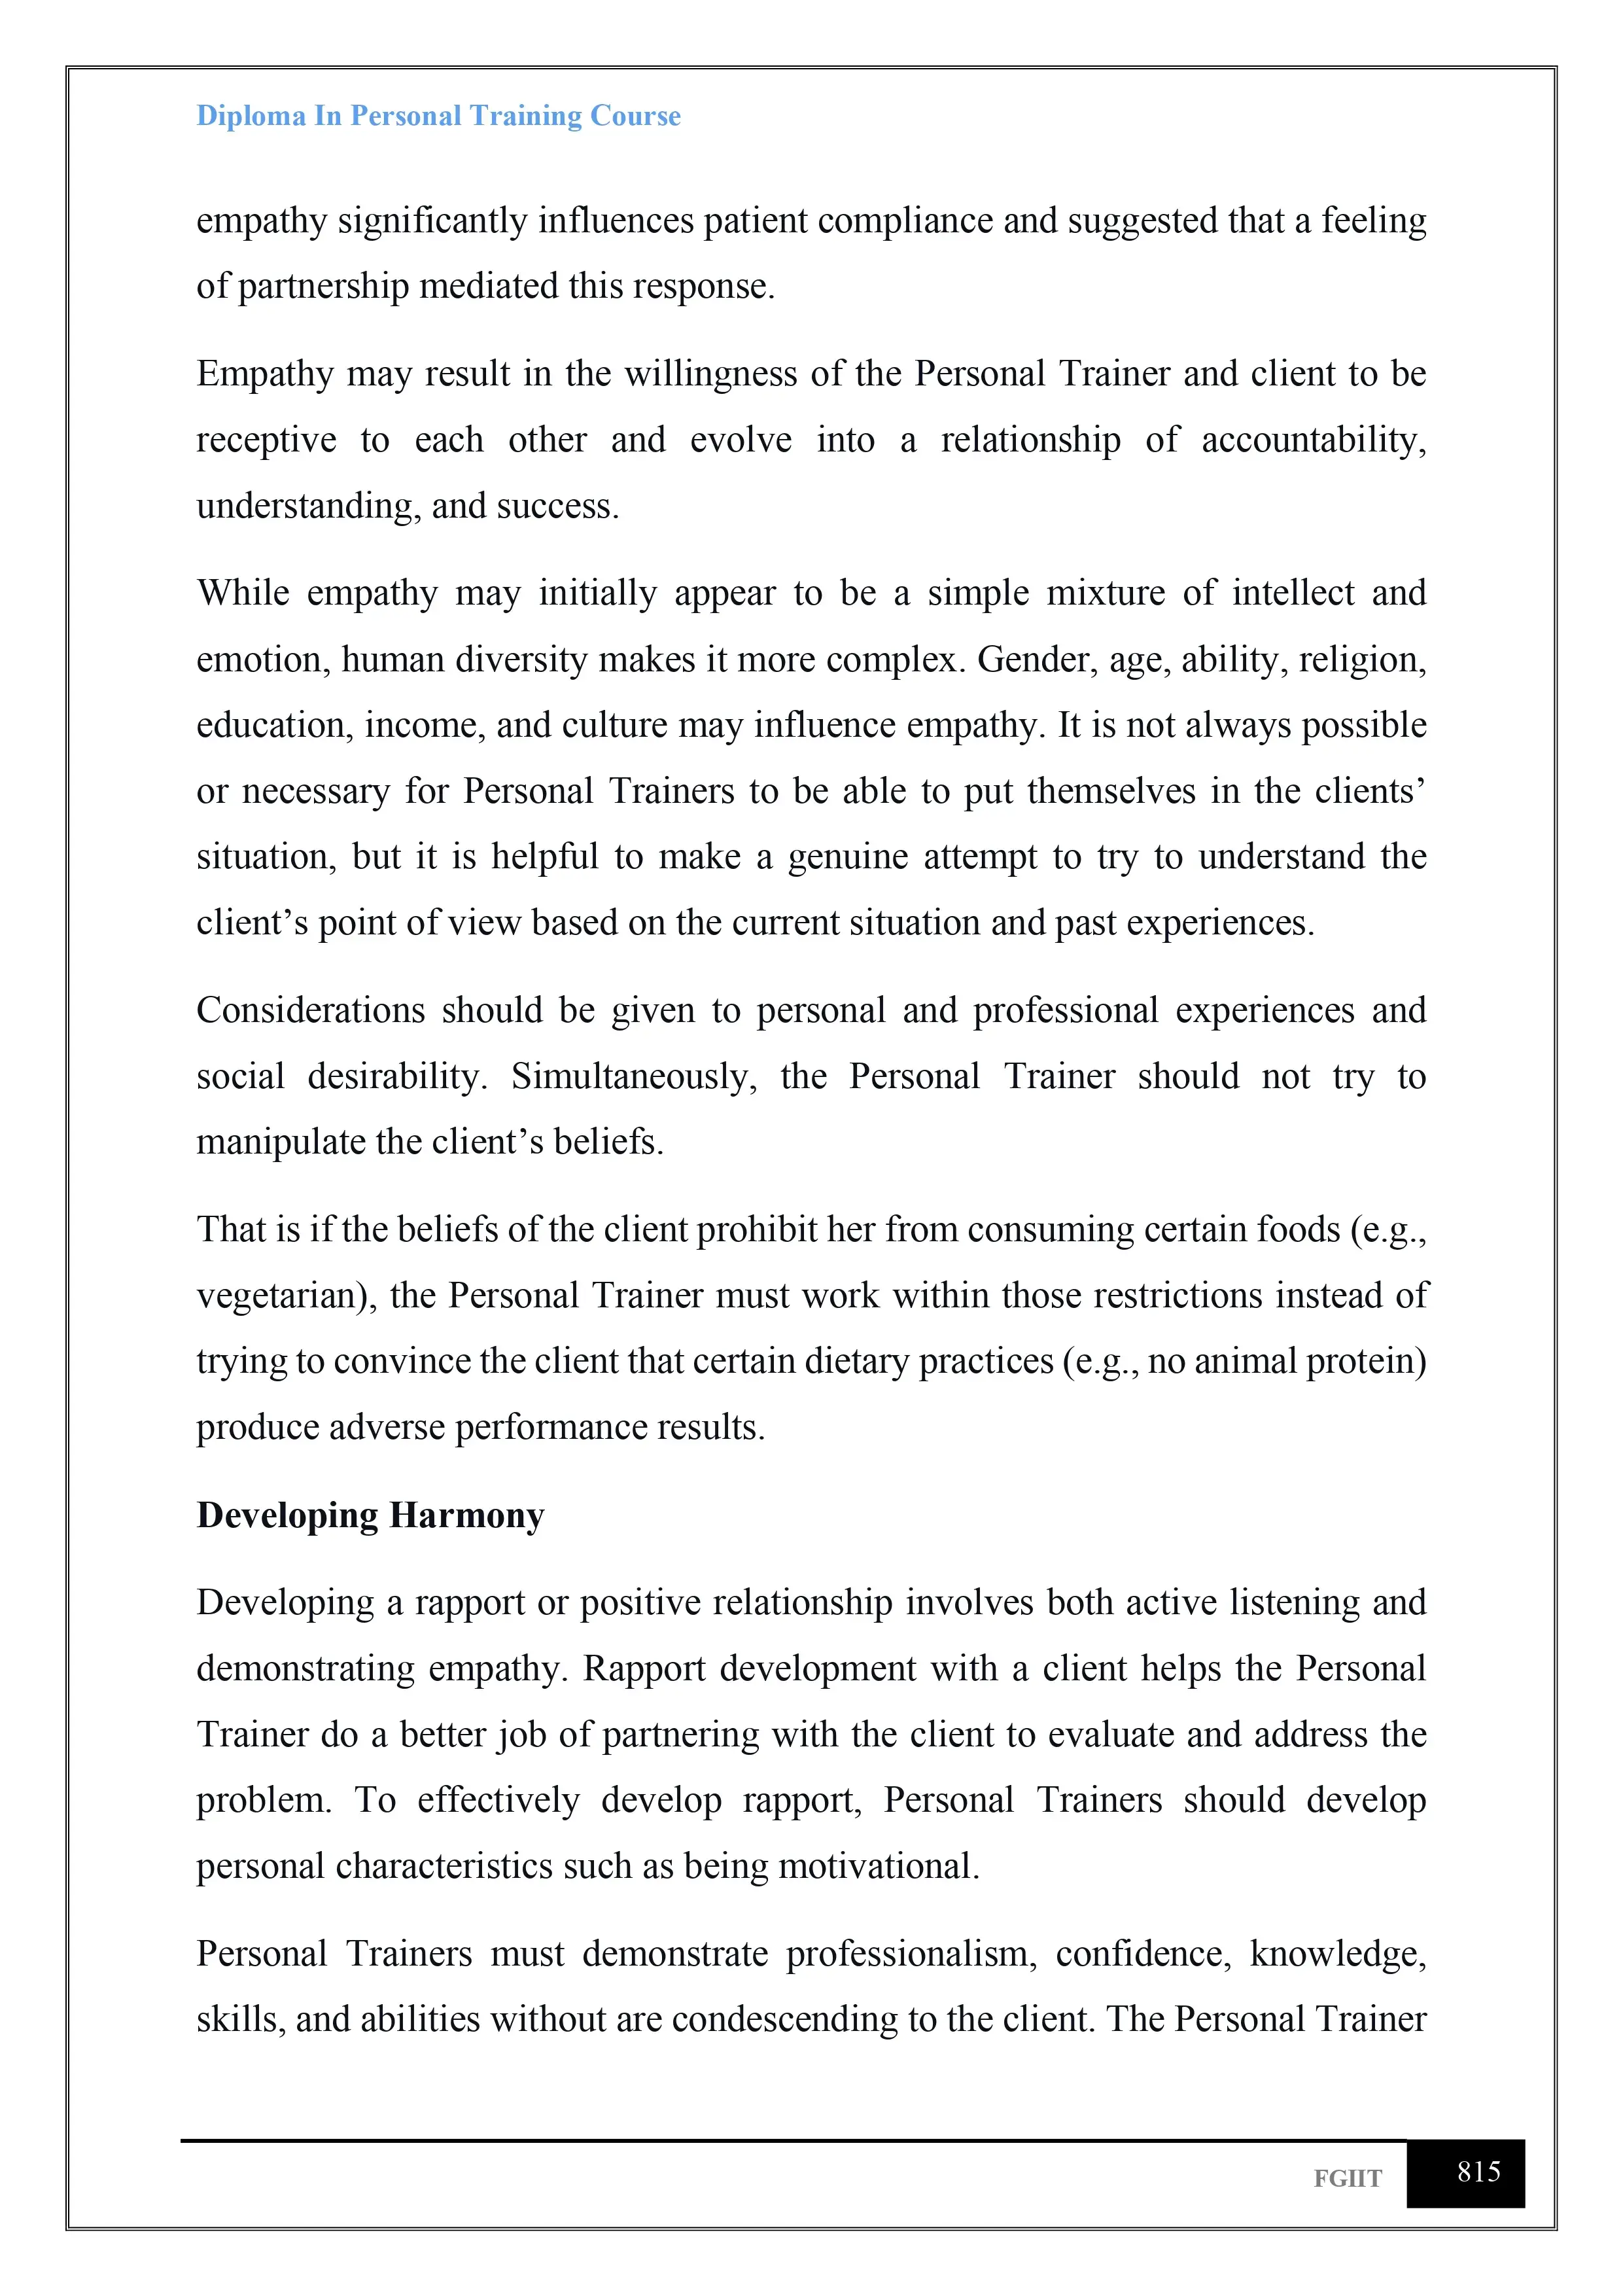 Diploma In Personal Training Course
empathy significantly influences patient compliance and suggested that a feeling
of partnership mediated this response.
Empathy may result in the willingness of the Personal Trainer and client to be
receptive to each other and evolve into a relationship of accountability,
understanding, and success.
While empathy may initially appear to be a simple mixture of intellect and
emotion, human diversity makes it more complex. Gender, age, ability, religion,
education, income, and culture may influence empathy. It is not always possible
or necessary for Personal Trainers to be able to put themselves in the clients’
situation, but it is helpful to make a genuine attempt to try to understand the
client’s point of view based on the current situation and past experiences.
Considerations should be given to personal and professional experiences and
social desirability. Simultaneously, the Personal Trainer should not try to
manipulate the client’s beliefs.
That is if the beliefs of the client prohibit her from consuming certain foods (e.g.,
vegetarian), the Personal Trainer must work within those restrictions instead of
trying to convince the client that certain dietary practices (e.g., no animal protein)
produce adverse performance results.
Developing Harmony
Developing a rapport or positive relationship involves both active listening and
demonstrating empathy. Rapport development with a client helps the Personal
Trainer do a better job of partnering with the client to evaluate and address the
problem. To effectively develop rapport, Personal Trainers should develop
personal characteristics such as being motivational.
Personal Trainers must demonstrate professionalism, confidence, knowledge,
skills, and abilities without are condescending to the client. The Personal Trainer
FGIIT 815